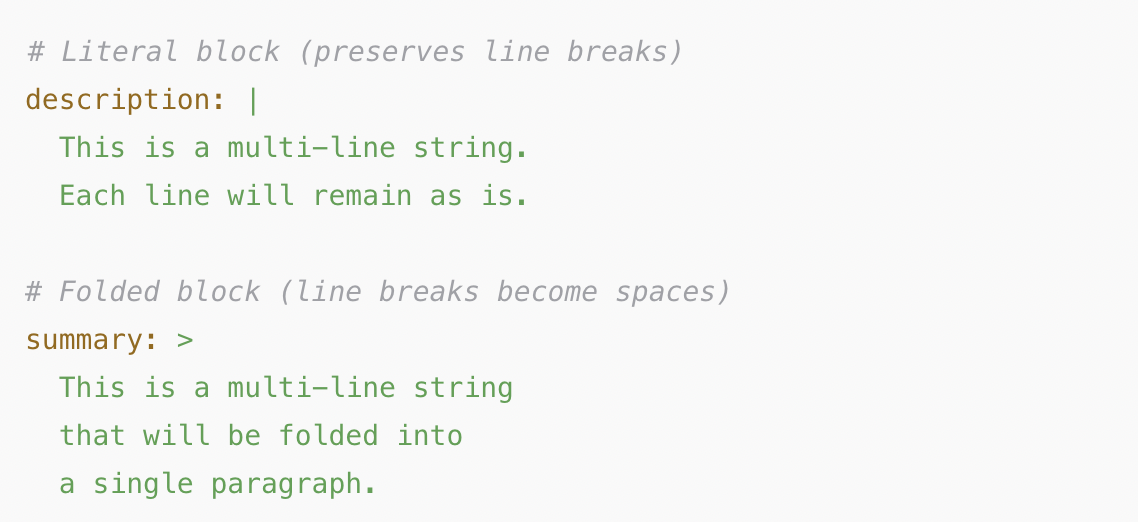 # Literal block (preserves line breaks)
description: |
  This is a multi-line string.
  Each line will remain as is.

# Folded block (line breaks become spaces)
summary: >
  This is a multi-line string
  that will be folded into
  a single paragraph.